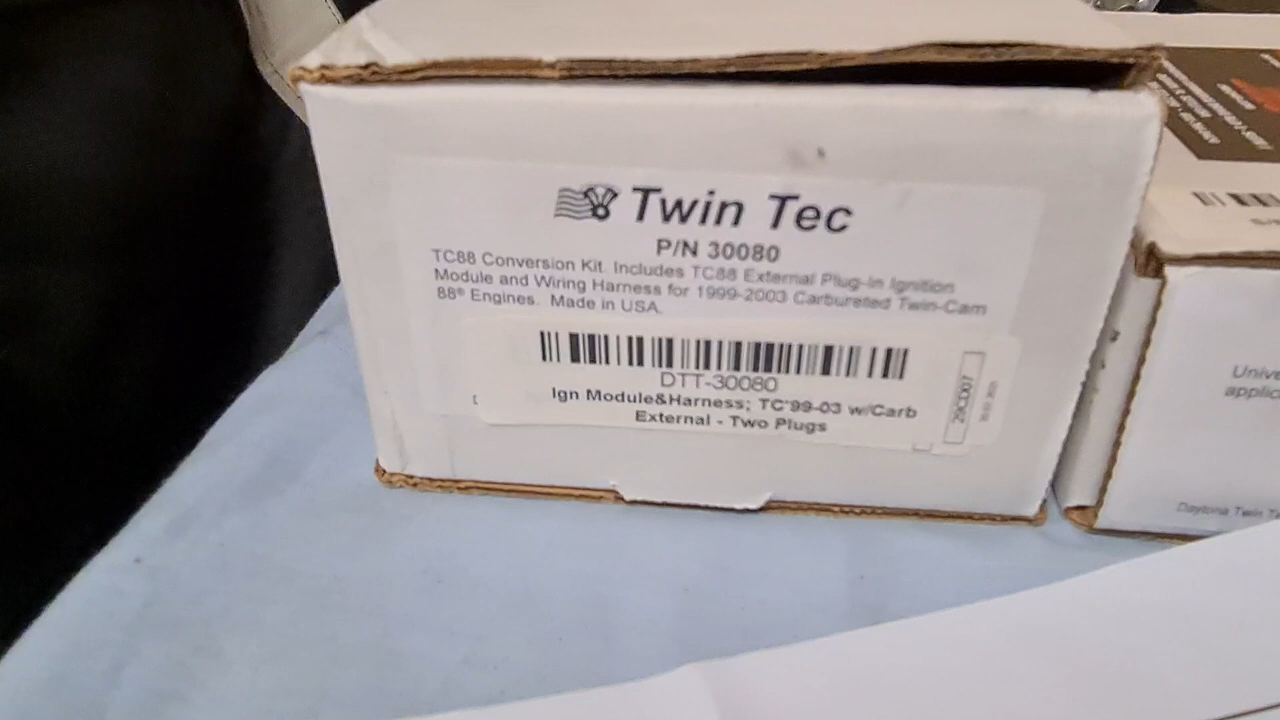 Twin Tec
P/N 30080
TC88 Conversion Kit. Includes TC88 External Plug-In Ignition
Module and Wiring Harness for 1999-2003 Carbureted Twin-Cam
88® Engines. Made in USA.
DTT-30080
Ign Module&Harness; TC'99-03 w/Carb
External - Two Plugs
29CD07
Unive
applic
Daytona Twin Te